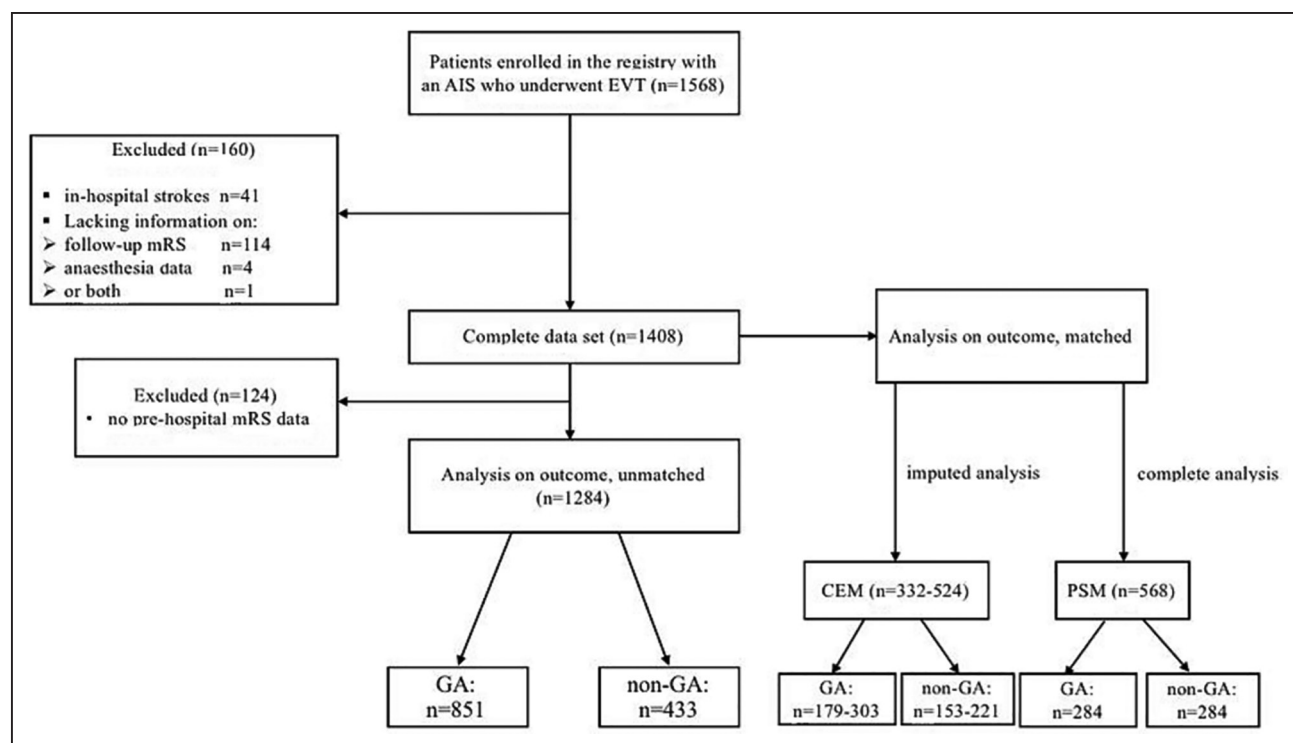 Patients enrolled in the registry with
an AIS who underwent EVT (n=1568)
Excluded (n=160)
▪ in-hospital strokes n=41
▪ Lacking information on:
➢ follow-up mRS n=114
➢ anaesthesia data n=4
➢ or both n=1
Complete data set (n=1408)
Analysis on outcome, matched
Excluded (n=124)
• no pre-hospital mRS data
Analysis on outcome, unmatched
(n=1284)
imputed analysis
complete analysis
CEM (n=332-524)
PSM (n=568)
GA:
n=851
non-GA:
n=433
GA:
n=179-303
non-GA:
n=153-221
GA:
n=284
non-GA:
n=284